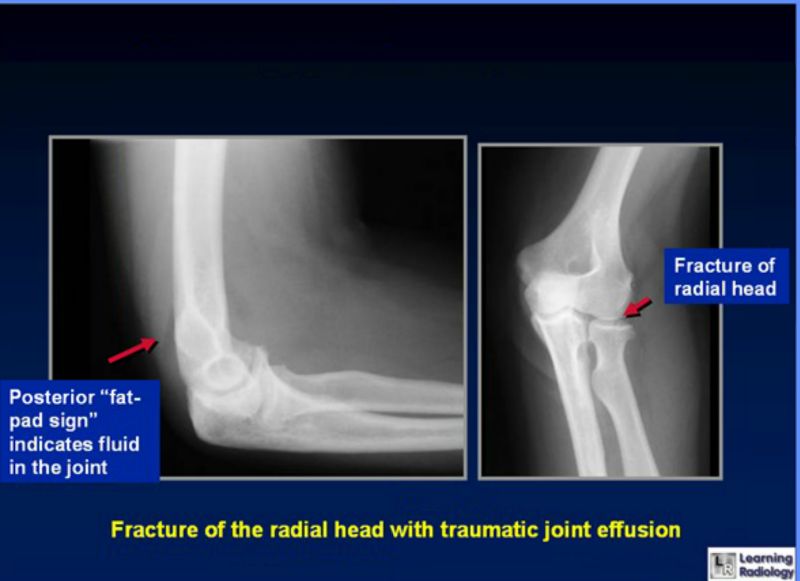 Fracture of
radial head
Posterior “fat-
pad sign”
indicates fluid
in the joint
Fracture of the radial head with traumatic joint effusion
LR
Learning
Radiology